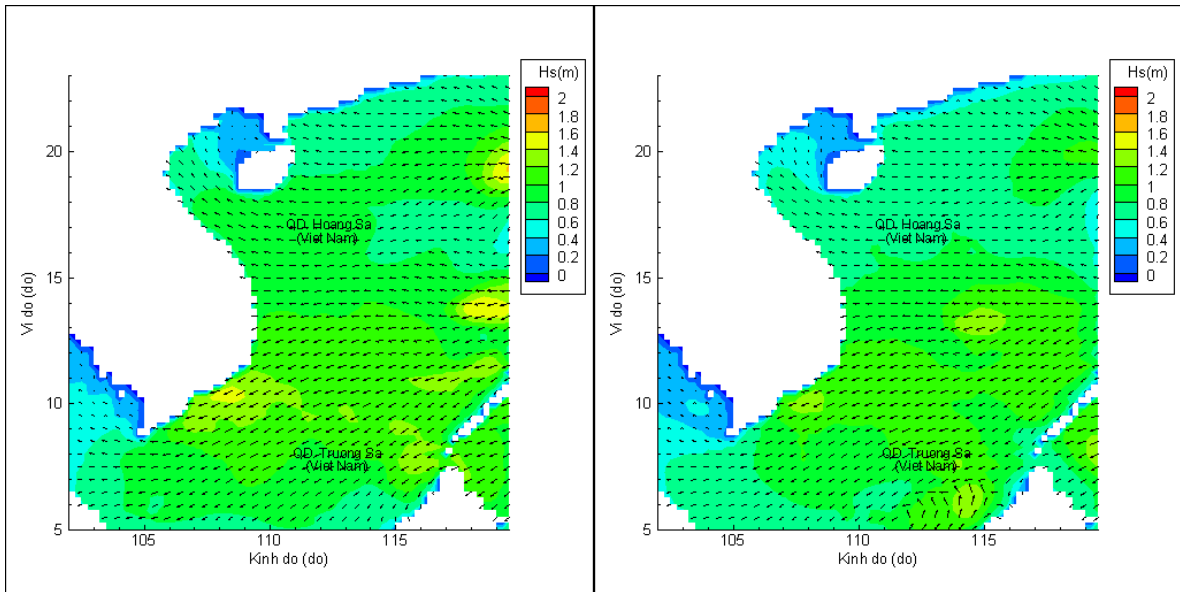 Hs(m)
2
1.8
1.6
1.4
1.2
1
0.8
0.6
0.4
0.2
0
20
15
10
5
Vi do (do)
QD. Hoang Sa
(Viet Nam)
QD. Truong Sa
(Viet Nam)
105
110
115
Kinh do (do)
Hs(m)
2
1.8
1.6
1.4
1.2
1
0.8
0.6
0.4
0.2
0
20
15
10
5
Vi do (do)
QD. Hoang Sa
(Viet Nam)
QD. Truong Sa
(Viet Nam)
105
110
115
Kinh do (do)